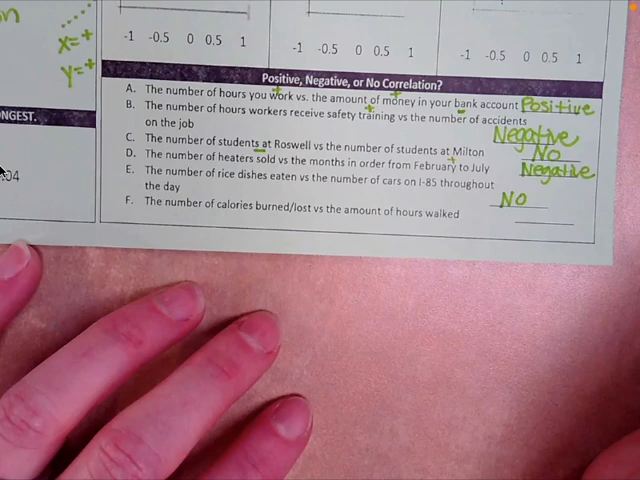 x=+
y=+
-1 -0.5 0 0.5 1
-1 -0.5 0 0.5 1
-1 -0.5 0 0.5 1
NGEST.
04
Positive, Negative, or No Correlation?
A. The number of hours you work vs. the amount of money in your bank account Positive
B. The number of hours workers receive safety training vs the number of accidents
on the job Negative
C. The number of students at Roswell vs the number of students at Milton No
D. The number of heaters sold vs the months in order from February to July Negative
E. The number of rice dishes eaten vs the number of cars on I-85 throughout
the day No
F. The number of calories burned/lost vs the amount of hours walked